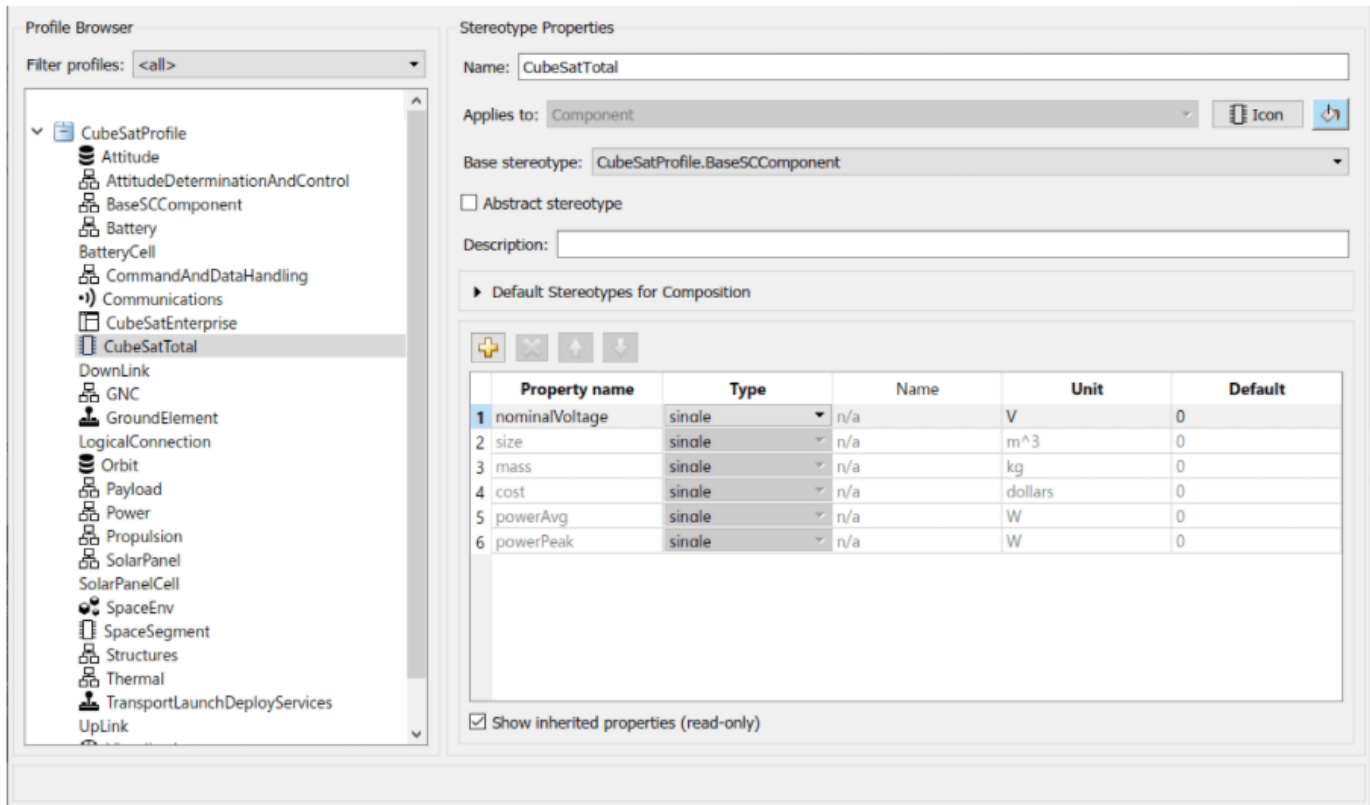 Profile Browser
Filter profiles: <all>
CubeSatProfile
Attitude
AttitudeDeterminationAndControl
BaseSCComponent
Battery
BatteryCell
CommandAndDataHandling
Communications
CubeSatEnterprise
CubeSatTotal
DownLink
GNC
GroundElement
LogicalConnection
Orbit
Payload
Power
Propulsion
SolarPanel
SolarPanelCell
SpaceEnv
SpaceSegment
Structures
Thermal
TransportLaunchDeployServices
UpLink
Stereotype Properties
Name: CubeSatTotal
Applies to: Component Icon
Base stereotype: CubeSatProfile.BaseSCComponent
Abstract stereotype
Description:
Default Stereotypes for Composition
Property name Type Name Unit Default
1 nominalVoltage single n/a V 0
2 size single n/a m^3 0
3 mass single n/a kg 0
4 cost single n/a dollars 0
5 powerAvg single n/a W 0
6 powerPeak single n/a W 0
Show inherited properties (read-only)